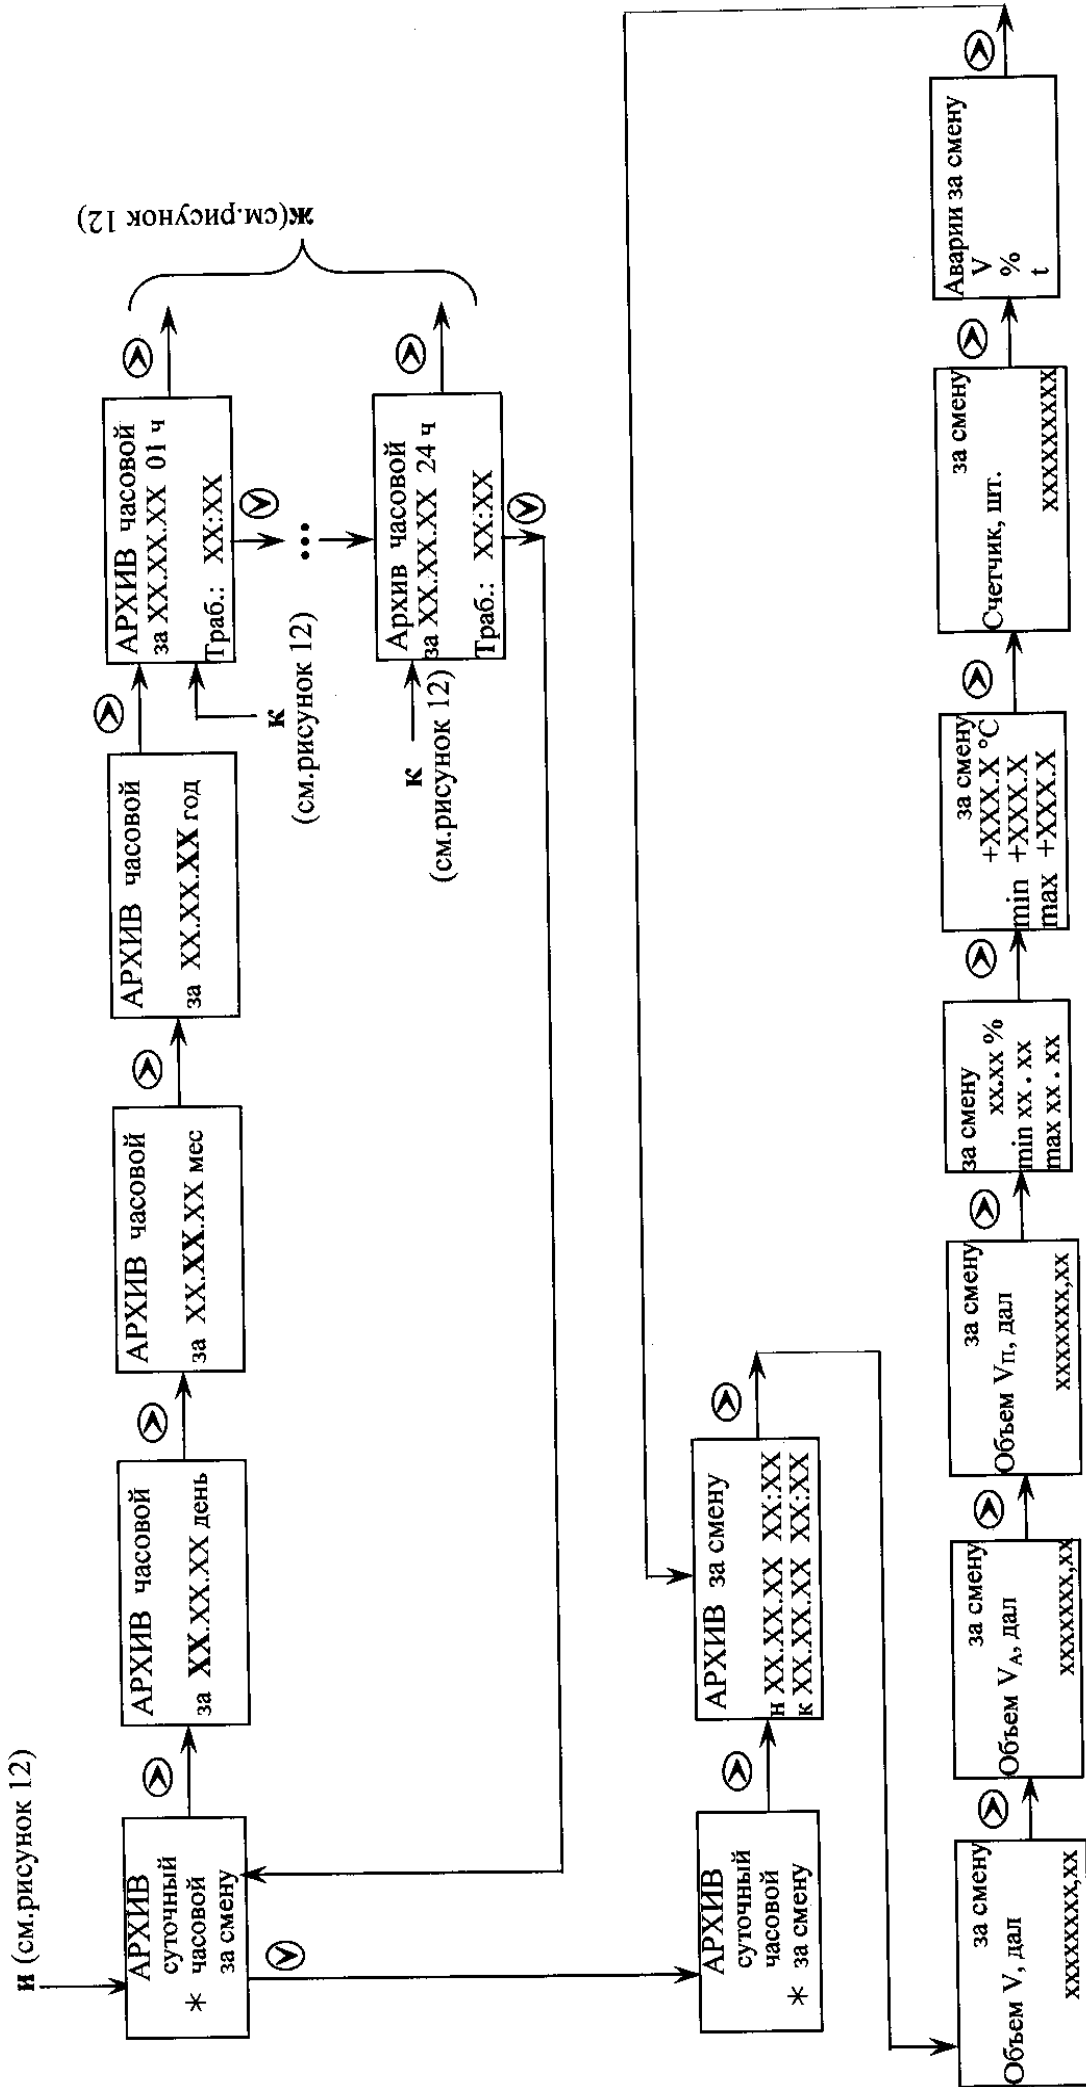 и (см.рисунок 12)
АРХИВ
суточный
* часовой
за смену
АРХИВ часовой
за XX.XX.XX день
АРХИВ часовой
за XX.XX.XX мес
АРХИВ часовой
за XX.XX.XX год
АРХИВ часовой
за XX.XX.XX 01 ч
Траб.: XX:XX
ж(см.рисунок 12)
к
(см.рисунок 12)
...
Архив часовой
за XX.XX.XX 24 ч
Траб.: XX:XX
к
(см.рисунок 12)
АРХИВ
суточный
часовой
* за смену
АРХИВ за смену
н XX.XX.XX XX:XX
к XX.XX.XX XX:XX
за смену
Объем V, дал
xxxxxxxx,xx
за смену
Объем VА, дал
xxxxxxx,xx
за смену
Объем VП, дал
xxxxxxx,xx
за смену
xx.xx %
min xx . xx
max xx . xx
за смену
+XXX.X °C
min +XXX.X
max +XXX.X
за смену
Счетчик, шт.
xxxxxxxxx
Аварии за смену
V
%
t